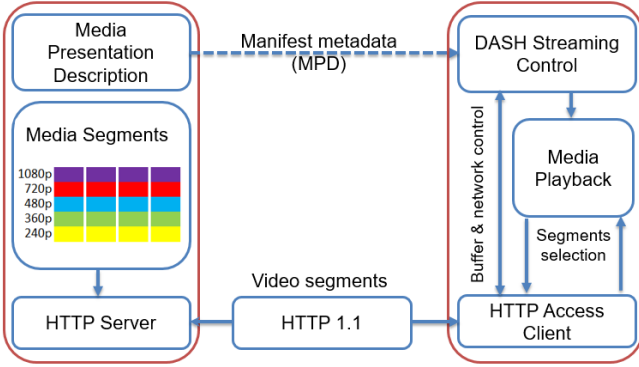 Media
Presentation
Description
Manifest metadata
(MPD)
DASH Streaming
Control
Media Segments
1080p
720p
480p
360p
240p
Buffer & network control
Media
Playback
Segments
selection
Video segments
HTTP Server
HTTP 1.1
HTTP Access
Client